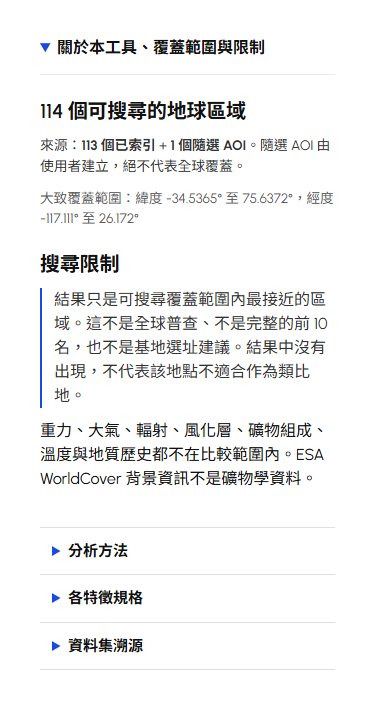 關於本工具、覆蓋範圍與限制
114 個可搜尋的地球區域
來源：113 個已索引 + 1 個隨選 AOI。隨選 AOI 由
使用者建立，絕不代表全球覆蓋。
大致覆蓋範圍：緯度 -34.5365° 至 75.6372°，經度
-117.111° 至 26.172°
搜尋限制
結果只是可搜尋覆蓋範圍內最接近的區
域。這不是全球普查、不是完整的前 10
名，也不是基地選址建議。結果中沒有
出現，不代表該地點不適合作為類比
地。
重力、大氣、輻射、風化層、礦物組成、
溫度與地質歷史都不在比較範圍內。ESA
WorldCover 背景資訊不是礦物學資料。
分析方法
各特徵規格
資料集溯源